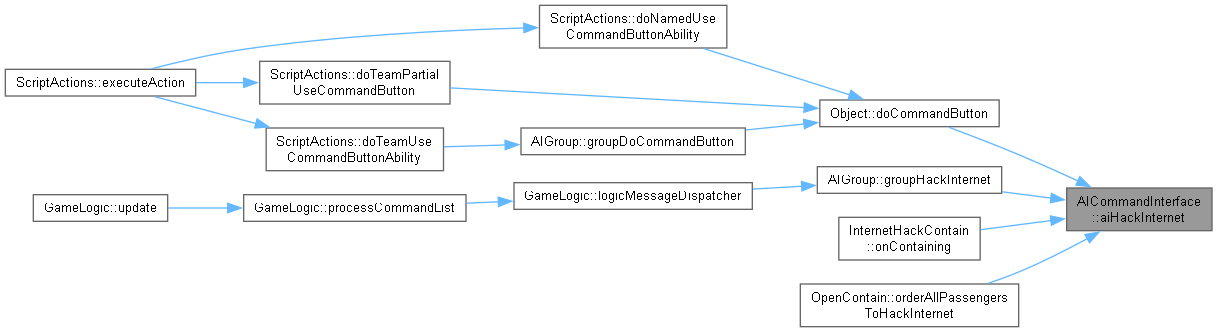 ScriptActions::doNamedUse
CommandButtonAbility
ScriptActions::executeAction
ScriptActions::doTeamPartial
UseCommandButton
Object::doCommandButton
ScriptActions::doTeamUse
CommandButtonAbility
AIGroup::groupDoCommandButton
AIGroup::groupHackInternet
GameLogic::update
GameLogic::processCommandList
GameLogic::logicMessageDispatcher
AICommandInterface
::aiHackInternet
InternetHackContain
::onContaining
OpenContain::orderAllPassengers
ToHackInternet